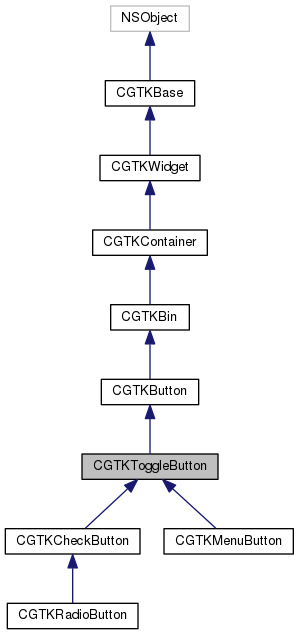 NSObject
CGTKBase
CGTKWidget
CGTKContainer
CGTKBin
CGTKButton
CGTKToggleButton
CGTKCheckButton
CGTKMenuButton
CGTKRadioButton